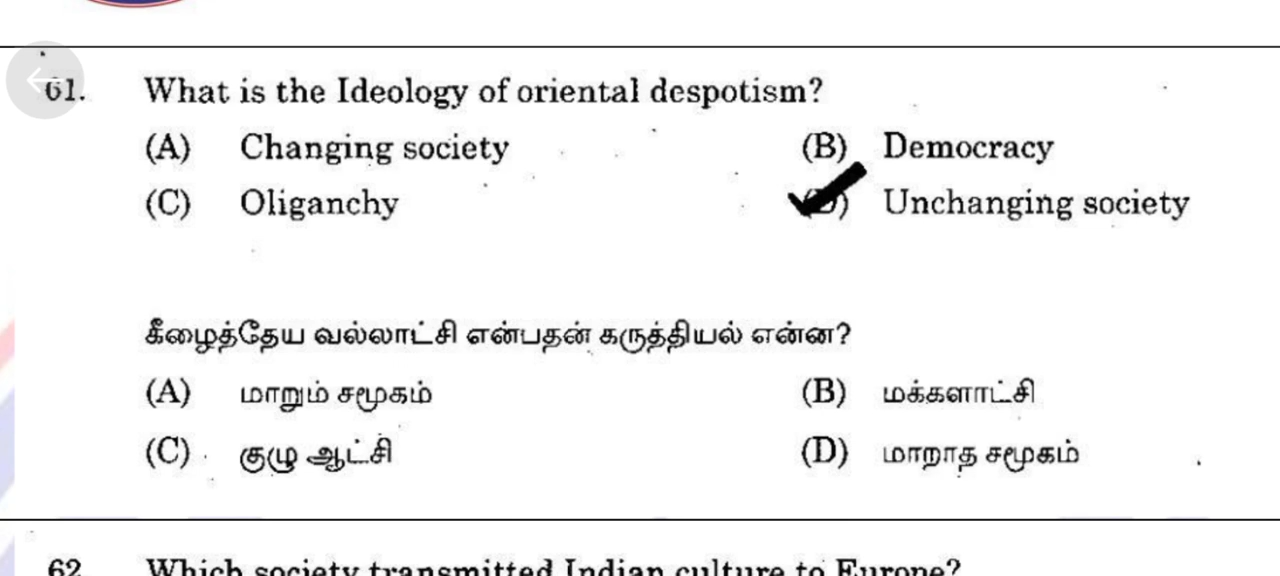 61. What is the Ideology of oriental despotism?
(A) Changing society (B) Democracy
(C) Oliganchy (D) Unchanging society
கீழைத்தேய வல்லாட்சி என்பதன் கருத்தியல் என்ன?
(A) மாறும் சமூகம் (B) மக்களாட்சி
(C) குழு ஆட்சி (D) மாறாத சமூகம்
62 Which society transmitted Indian culture to Europe?